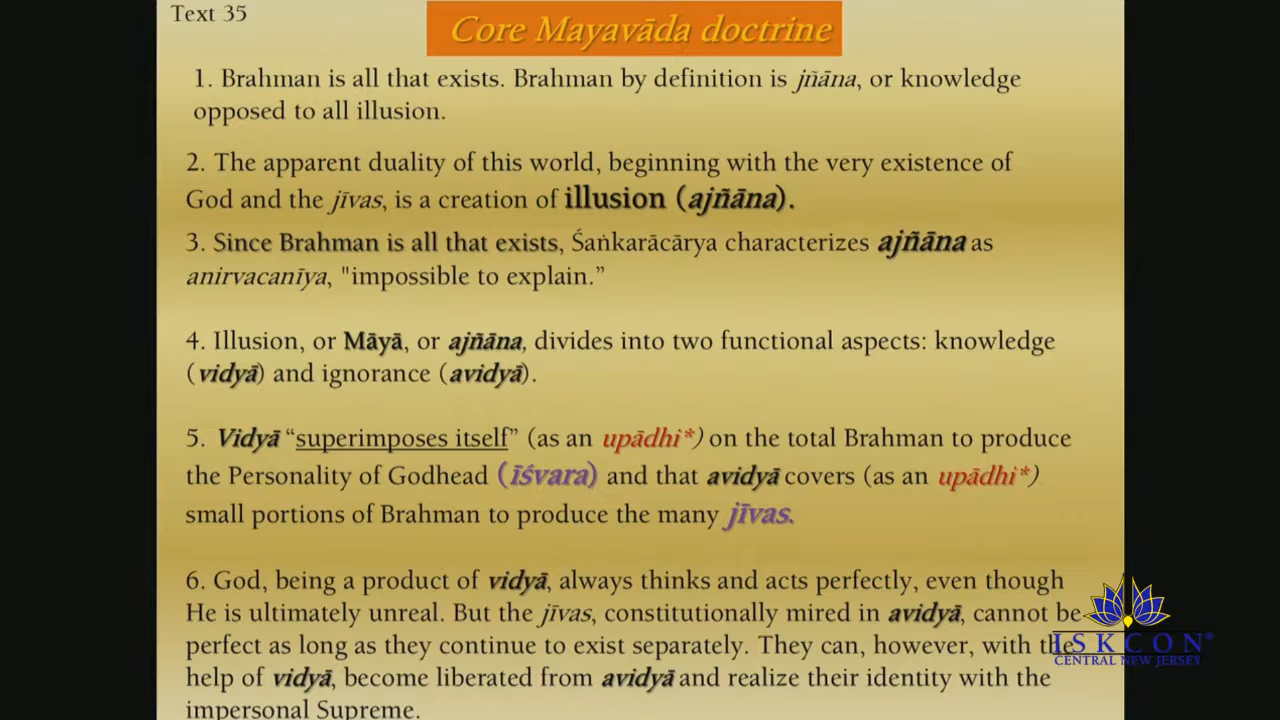 Text 35
Core Mayavāda doctrine
1. Brahman is all that exists. Brahman by definition is jñāna, or knowledge
opposed to all illusion.
2. The apparent duality of this world, beginning with the very existence of
God and the jīvas, is a creation of illusion (ajñāna).
3. Since Brahman is all that exists, Śaṅkarācārya characterizes ajñāna as
anirvacanīya, "impossible to explain.”
4. Illusion, or Māyā, or ajñāna, divides into two functional aspects: knowledge
(vidyā) and ignorance (avidyā).
5. Vidyā “superimposes itself” (as an upādhi*) on the total Brahman to produce
the Personality of Godhead (īśvara) and that avidyā covers (as an upādhi*)
small portions of Brahman to produce the many jīvas.
6. God, being a product of vidyā, always thinks and acts perfectly, even though
He is ultimately unreal. But the jīvas, constitutionally mired in avidyā, cannot be
perfect as long as they continue to exist separately. They can, however, with the
help of vidyā, become liberated from avidyā and realize their identity with the
impersonal Supreme.
ISKCON®
CENTRAL NEW JERSEY